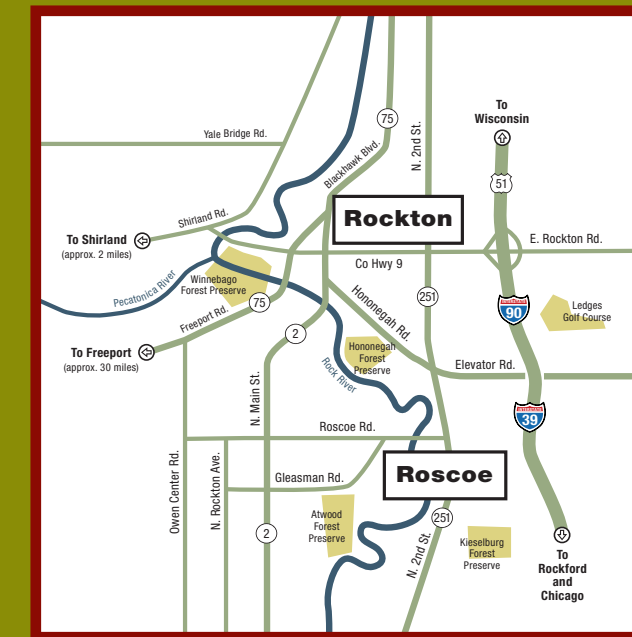 To
Wisconsin
75
Yale Bridge Rd.
N. 2nd St.
Blackhawk Blvd.
51
Shirland Rd.
Rockton
To Shirland
(approx. 2 miles)
E. Rockton Rd.
Co Hwy 9
Pecatonica River
Winnebago
Forest Preserve
75
251
INTERSTATE
90
Ledges
Golf Course
Freeport Rd.
Hononegah Rd.
2
To Freeport
(approx. 30 miles)
Hononegah
Forest
Preserve
Elevator Rd.
Rock River
N. Main St.
INTERSTATE
39
Roscoe Rd.
Owen Center Rd.
N. Rockton Ave.
Gleasman Rd.
Roscoe
Atwood
Forest
Preserve
251
2
N. 2nd St.
Kieselburg
Forest
Preserve
To
Rockford
and
Chicago